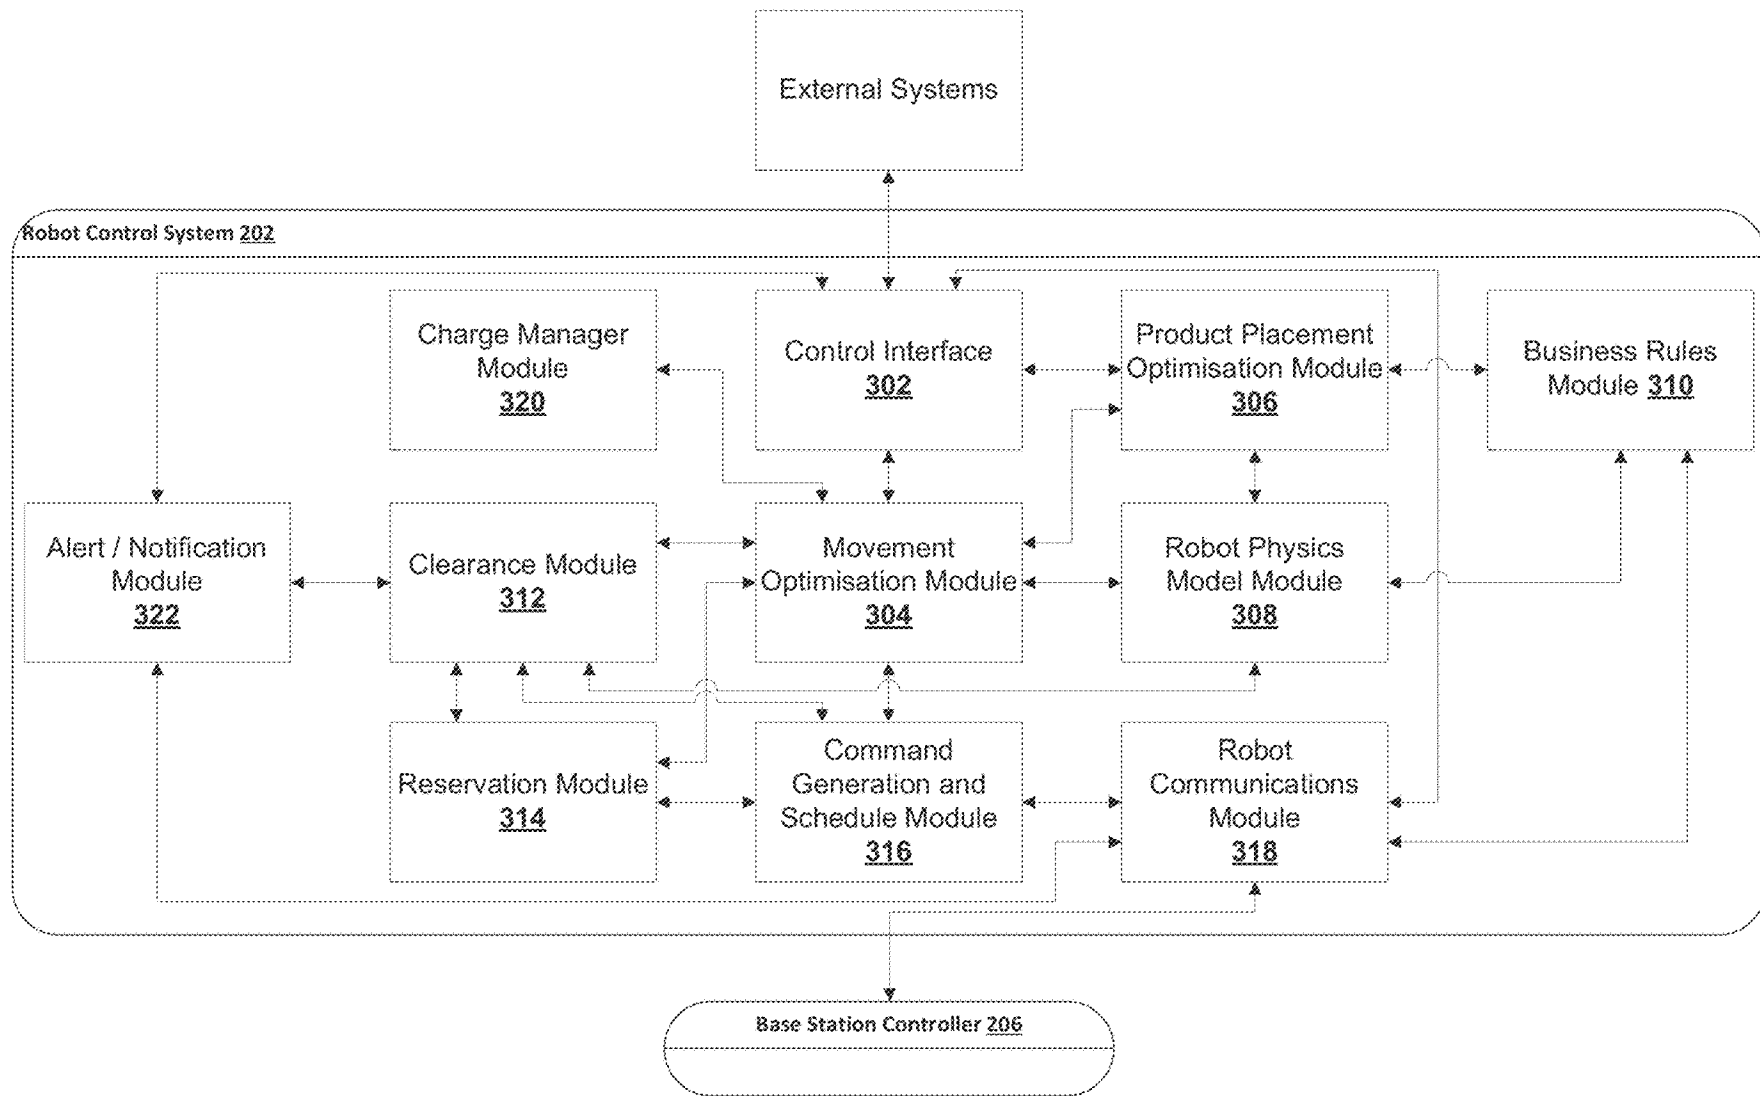 External Systems
Robot Control System 202
Charge Manager
Module
320
Control Interface
302
Product Placement
Optimisation Module
306
Business Rules
Module 310
Alert / Notification
Module
322
Clearance Module
312
Movement
Optimisation Module
304
Robot Physics
Model Module
308
Reservation Module
314
Command
Generation and
Schedule Module
316
Robot
Communications
Module
318
Base Station Controller 206